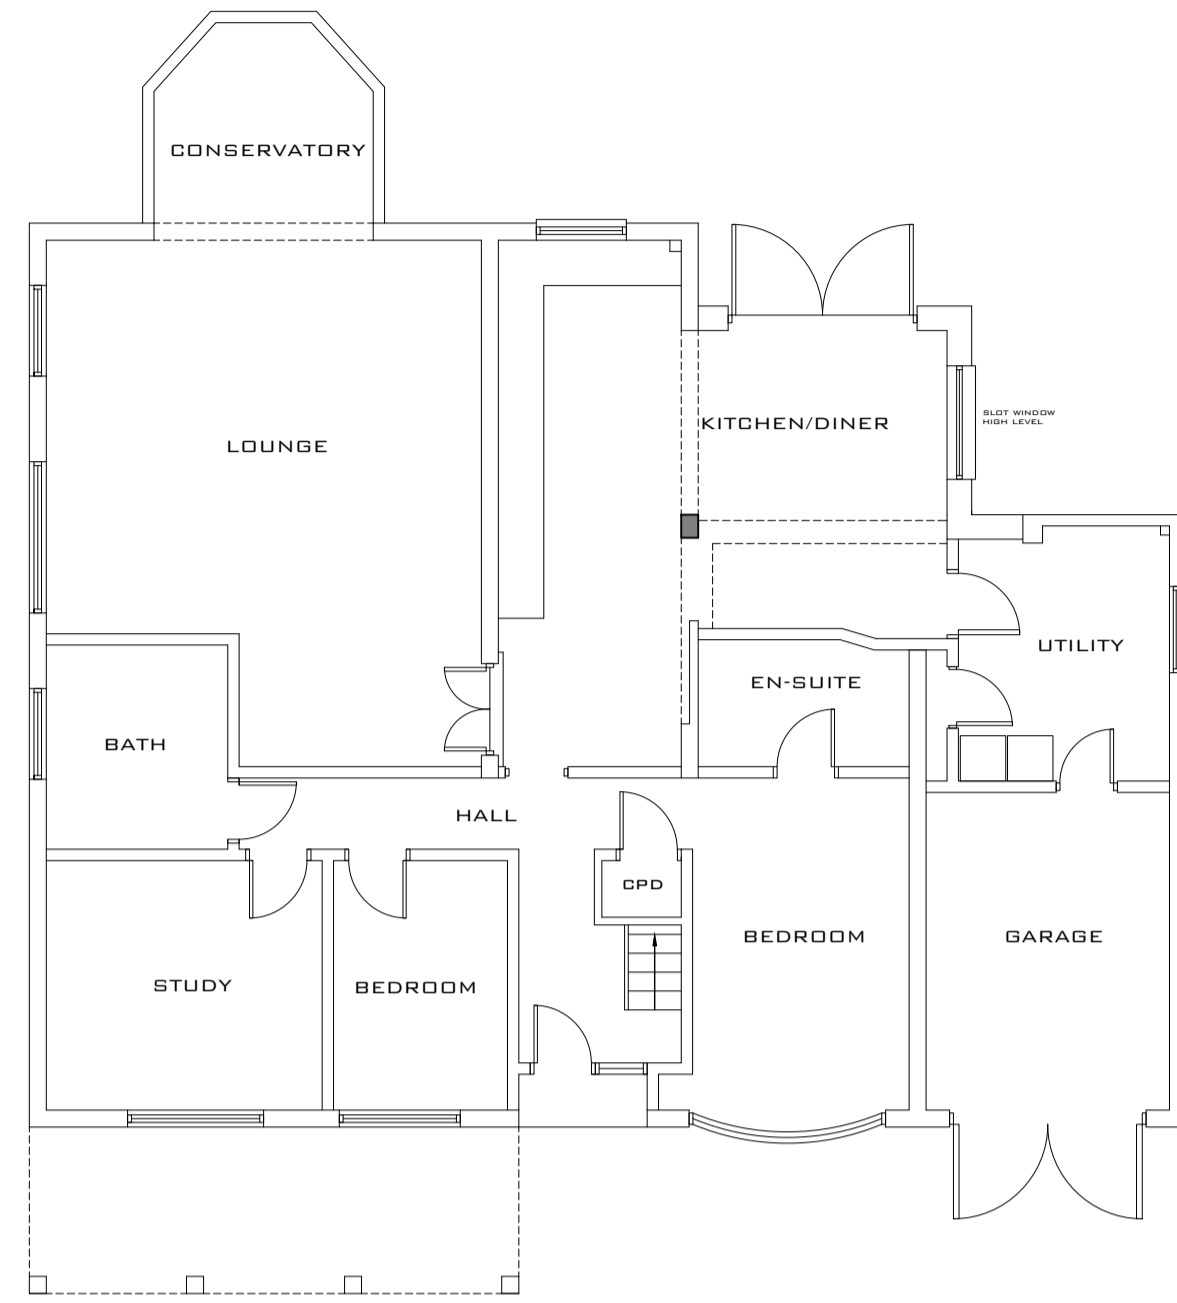 CONSERVATORY
LOUNGE
KITCHEN/DINER
SLOT WINDOW
HIGH LEVEL
UTILITY
EN-SUITE
BATH
HALL
CPD
BEDROOM
GARAGE
STUDY
BEDROOM